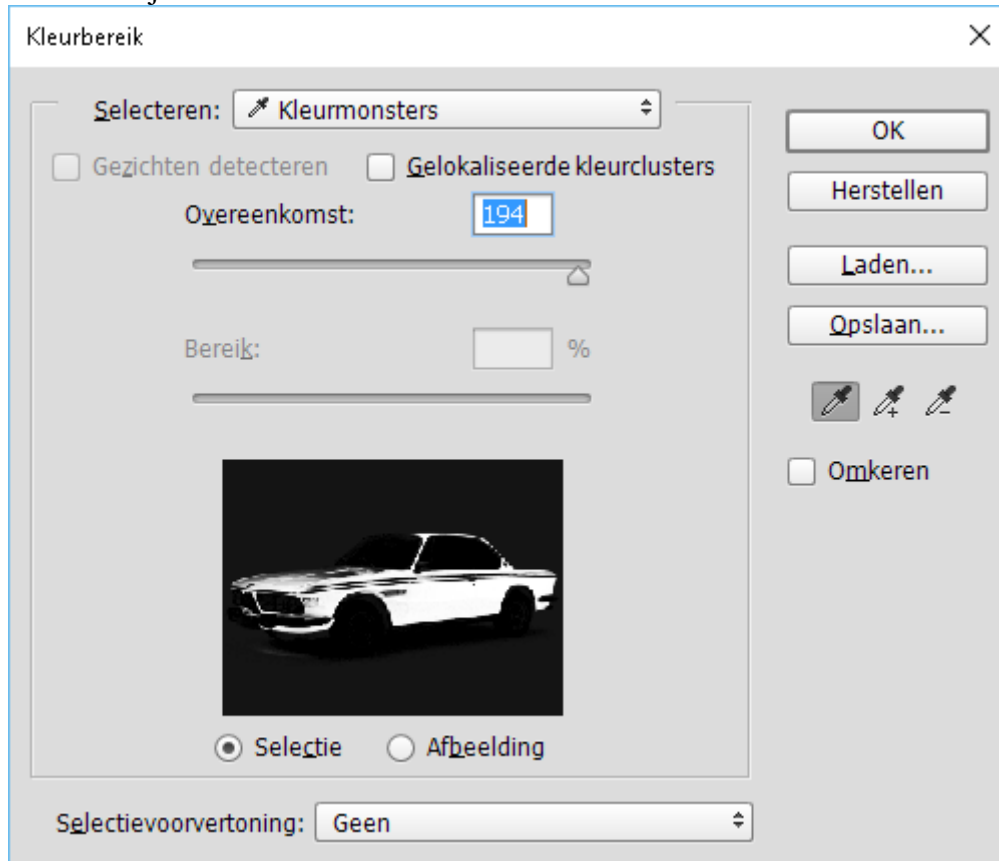 Kleurbereik
Selecteren: Kleurmonsters
OK
Gezichten detecteren Gelokaliseerde kleurclusters
Herstellen
Overeenkomst: 194
Laden...
Opslaan...
Bereik: %
Omkeren
Selectie Afbeelding
Selectievoorvertoning: Geen